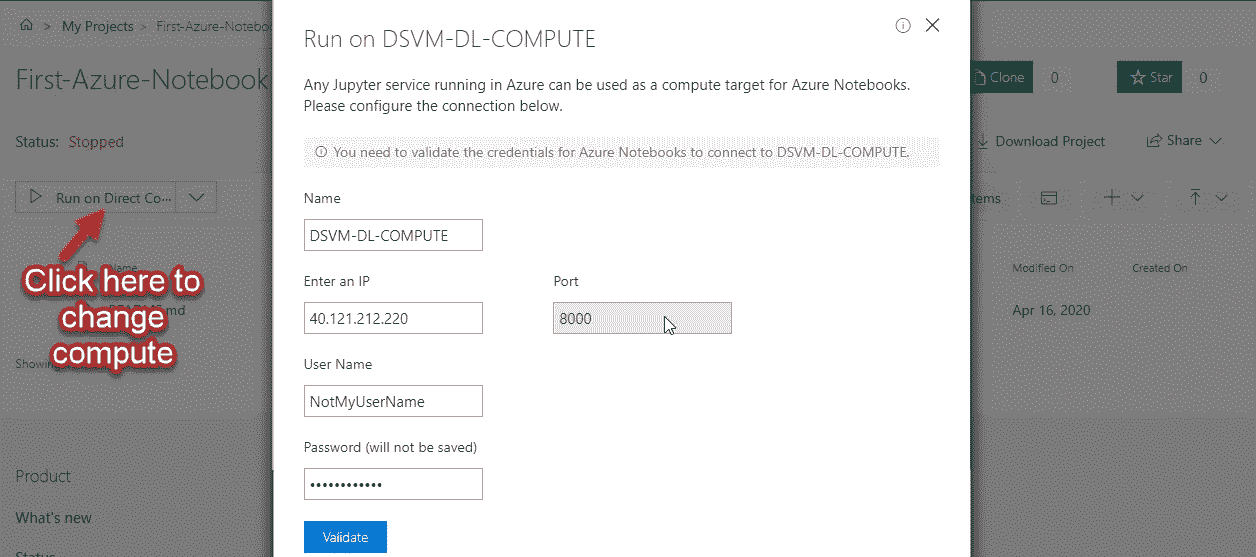 My Projects > First-Azure-Notebo
Run on DSVM-DL-COMPUTE
First-Azure-Notebook
Clone 0
Star 0
Any Jupyter service running in Azure can be used as a compute target for Azure Notebooks.
Please configure the connection below.
Status: Stopped
Download Project
Share
You need to validate the credentials for Azure Notebooks to connect to DSVM-DL-COMPUTE.
Run on Direct Co...
Name
DSVM-DL-COMPUTE
Click here to
change
compute
Name
Modified On
Created On
Enter an IP
Port
40.121.212.220
8000
Apr 16, 2020
User Name
NotMyUserName
Password (will not be saved)
••••••••••••
Product
What's new
Validate